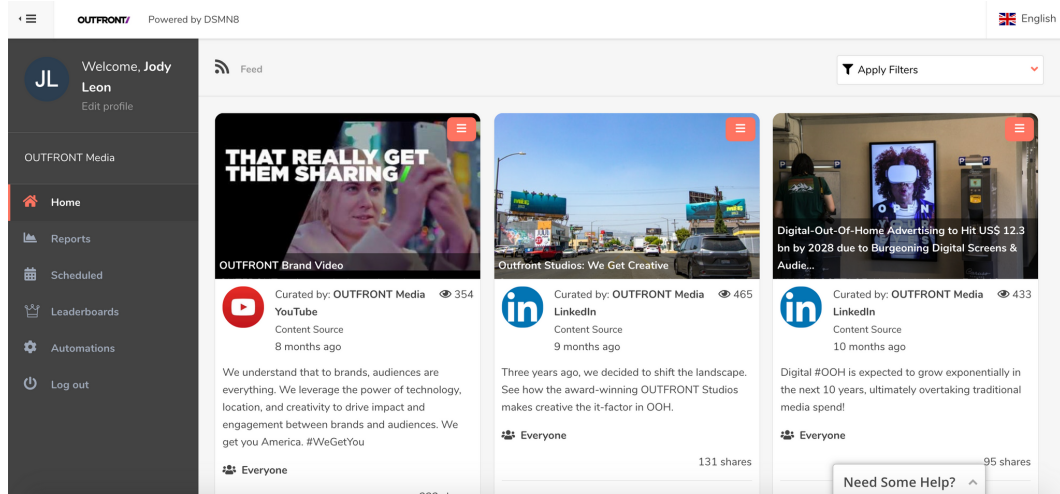 OUTFRONT/
Powered by DSMN8
English
JL
Welcome, Jody
Leon
Edit profile
OUTFRONT Media
Home
Reports
Scheduled
Leaderboards
Automations
Log out
Feed
Apply Filters
THAT REALLY GET
THEM SHARING/
OUTFRONT Brand Video
Curated by: OUTFRONT Media
354
YouTube
Content Source
8 months ago
We understand that to brands, audiences are
everything. We leverage the power of technology,
location, and creativity to drive impact and
engagement between brands and audiences. We
get you America. #WeGetYou
Everyone
Outfront Studios: We Get Creative
in
Curated by: OUTFRONT Media
465
LinkedIn
Content Source
9 months ago
Three years ago, we decided to shift the landscape.
See how the award-winning OUTFRONT Studios
makes creative the it-factor in OOH.
Everyone
131 shares
P
P
OPEN
Digital-Out-Of-Home Advertising to Hit US$ 12.3
bn by 2028 due to Burgeoning Digital Screens &
Audie...
in
Curated by: OUTFRONT Media
433
LinkedIn
Content Source
10 months ago
Digital #OOH is expected to grow exponentially in
the next 10 years, ultimately overtaking traditional
media spend!
Everyone
95 shares
Need Some Help?